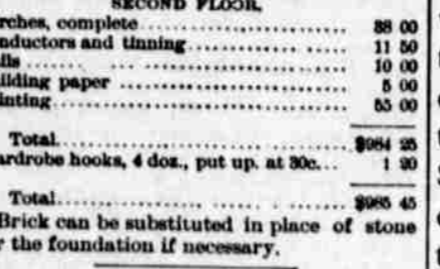 SECOND FLOOR.
rches, complete.................. 88 00
nductors and tinning.................. 11 50
ils.................. 10 00
ilding paper.................. 5 00
inting.................. 55 00
Total.................. $984 25
ardrobe hooks, 4 doz., put up. at 30c... 1 20
Total.................. $985 45
Brick can be substituted in place of stone
r the foundation if necessary.